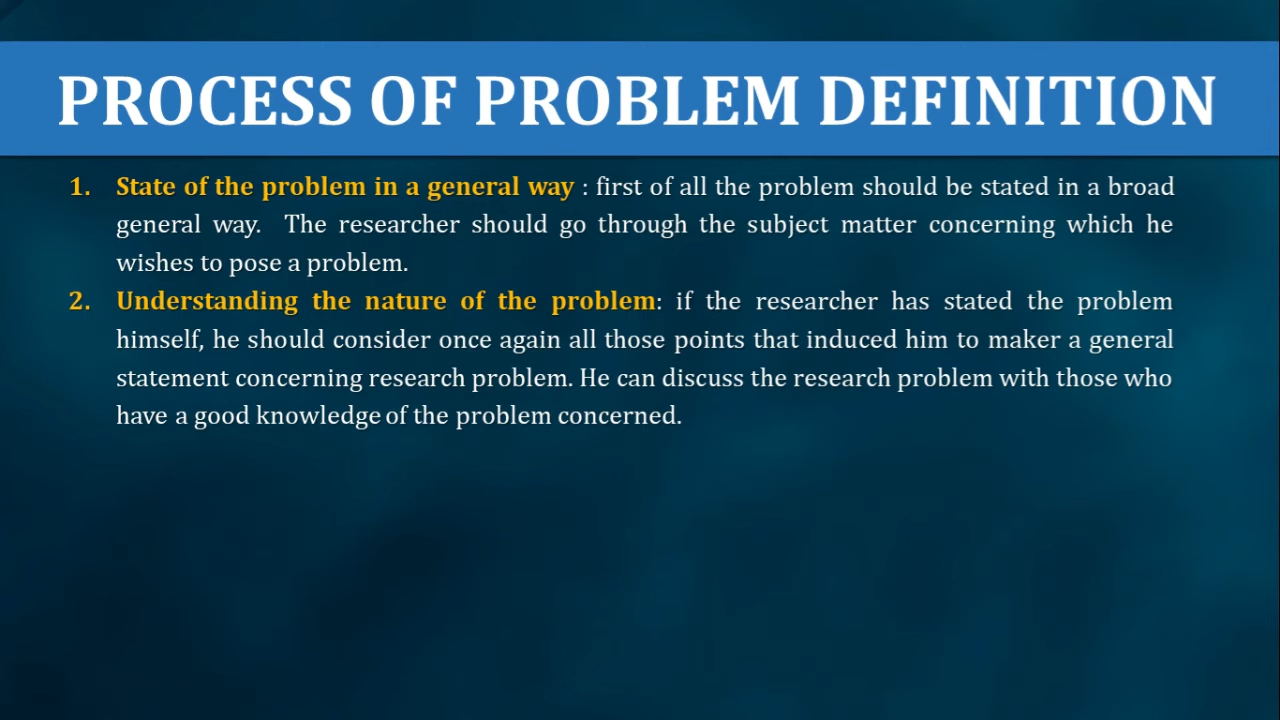 PROCESS OF PROBLEM DEFINITION
1. State of the problem in a general way : first of all the problem should be stated in a broad
general way. The researcher should go through the subject matter concerning which he
wishes to pose a problem.
2. Understanding the nature of the problem: if the researcher has stated the problem
himself, he should consider once again all those points that induced him to maker a general
statement concerning research problem. He can discuss the research problem with those who
have a good knowledge of the problem concerned.